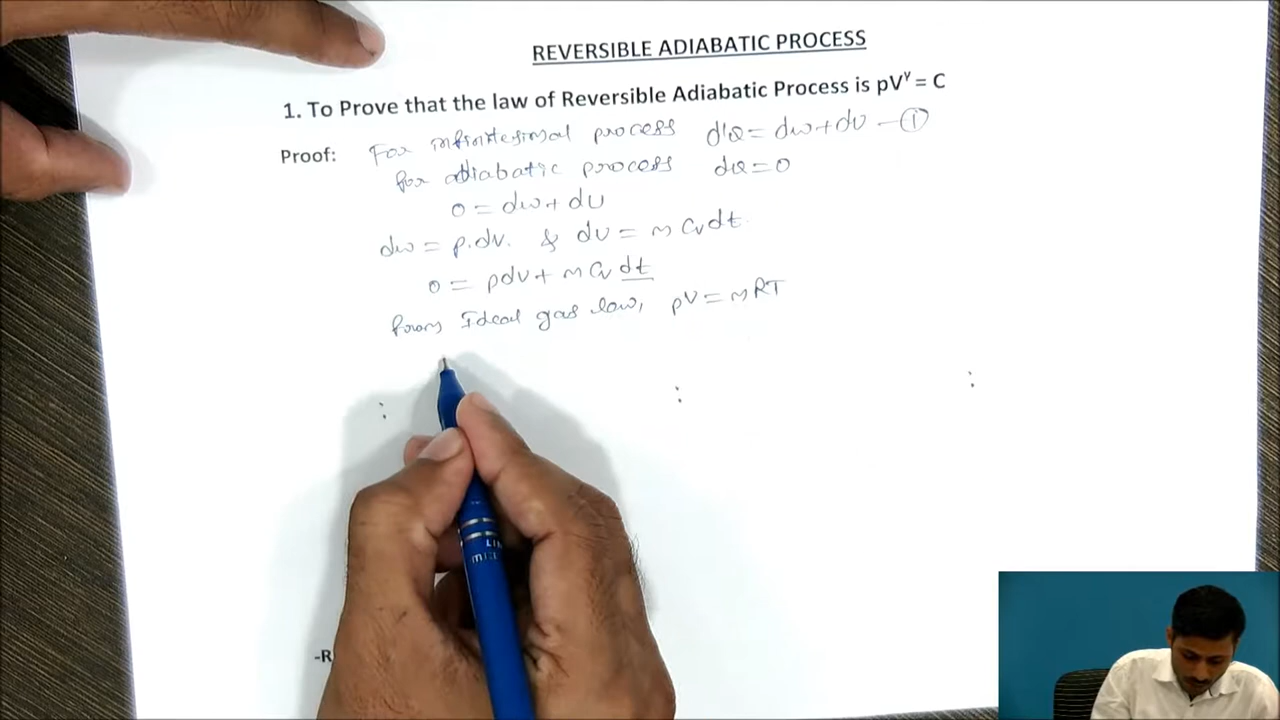 REVERSIBLE ADIABATIC PROCESS
1. To Prove that the law of Reversible Adiabatic Process is pVᵞ = C
Proof: For infinitesimal process d'Q = dw + dU — ①
for adiabatic process dQ = 0
0 = dw + dU
dw = p.dv. & dU = m Cv dt.
0 = pdv + m Cv dt
from Ideal gas law, pV = mRT
: : :
-R